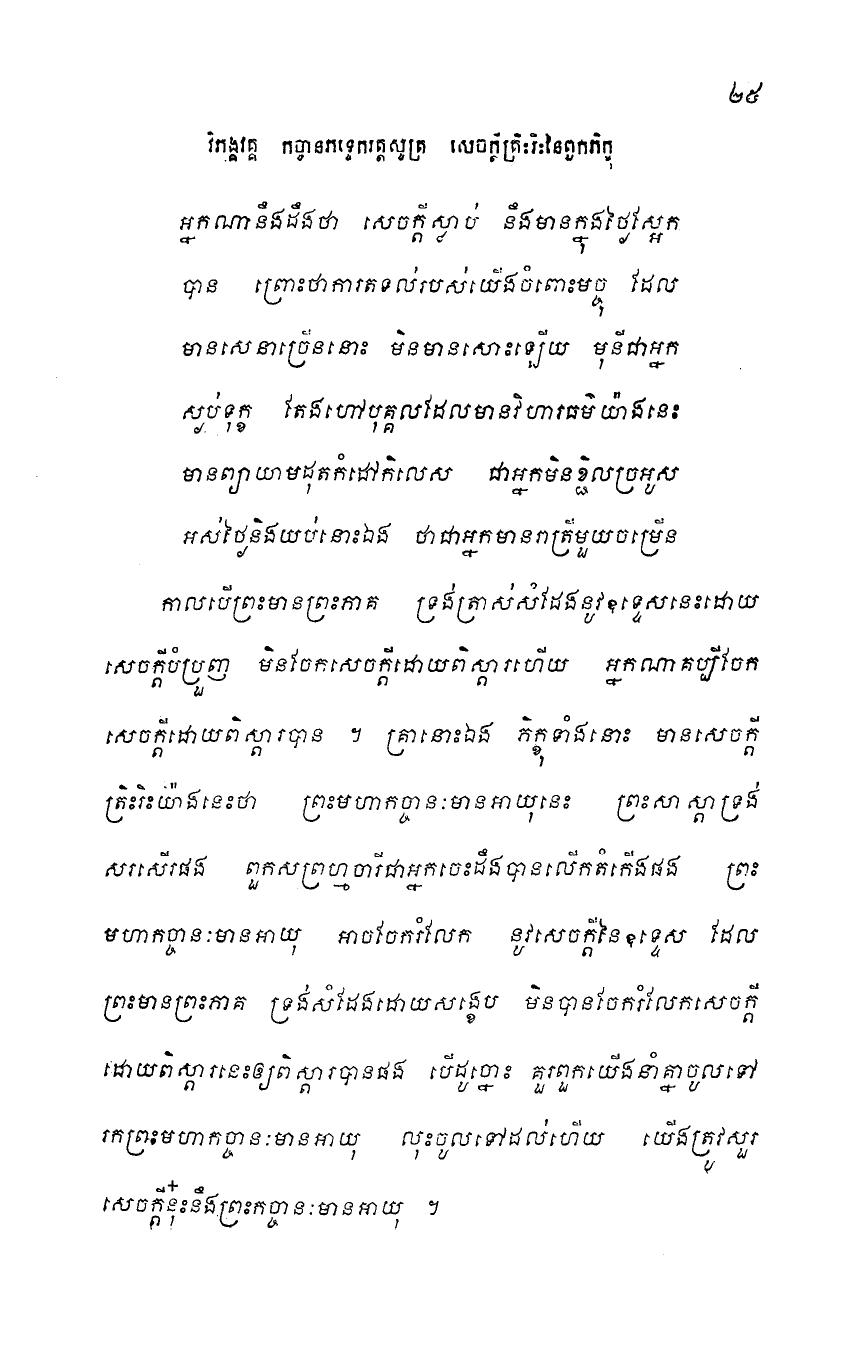 ២៥
វិភង្គវគ្គ កច្ចានភទ្ទេករត្តសូត្រ សេចក្តីត្រិះរិះនៃពួកភិក្ខុ
អ្នកណានឹងដឹងថា សេចក្តីស្លាប់ នឹងមានក្នុងថ្ងៃស្អែក
បាន ព្រោះថាការតទល់របស់យើងចំពោះមច្ចុ ដែល
មានសេនាច្រើននោះ មិនមានសោះឡើយ មុនីជាអ្នក
ស្ងប់ទុក្ខ តែងហៅបុគ្គលដែលមានវិហារធម៌យ៉ាងនេះ
មានព្យាយាមដុតកំដៅកិលេស ជាអ្នកមិនខ្ជិលច្រអូស
អស់ថ្ងៃនិងយប់នោះឯង ថាជាអ្នកមានរាត្រីមួយចម្រើន
កាលបើព្រះមានព្រះភាគ ទ្រង់ត្រាស់សំដែងនូវឧទ្ទេសនេះដោយ
សេចក្តីបំប្រួញ មិនចែកសេចក្តីដោយពិស្តារហើយ អ្នកណាគប្បីចែក
សេចក្តីដោយពិស្តារបាន ។ គ្រានោះឯង ភិក្ខុទាំងនោះ មានសេចក្តី
ត្រិះរិះយ៉ាងនេះថា ព្រះមហាកច្ចានៈមានអាយុនេះ ព្រះសាស្តាទ្រង់
សរសើរផង ពួកសព្រហ្មចារីជាអ្នកចេះដឹងបានលើកតំកើងផង ព្រះ
មហាកច្ចានៈមានអាយុ អាចចែករំលែក នូវសេចក្តីនៃឧទ្ទេស ដែល
ព្រះមានព្រះភាគ ទ្រង់សំដែងដោយសង្ខេប មិនបានចែករំលែកសេចក្តី
ដោយពិស្តារនេះឲ្យពិស្តារបានផង បើដូច្នោះ គួរពួកយើងនាំគ្នាចូលទៅ
រកព្រះមហាកច្ចានៈមានអាយុ លុះចូលទៅដល់ហើយ យើងត្រូវសួរ
សេចក្តីនុ៎ះនឹងព្រះកច្ចានៈមានអាយុ ។